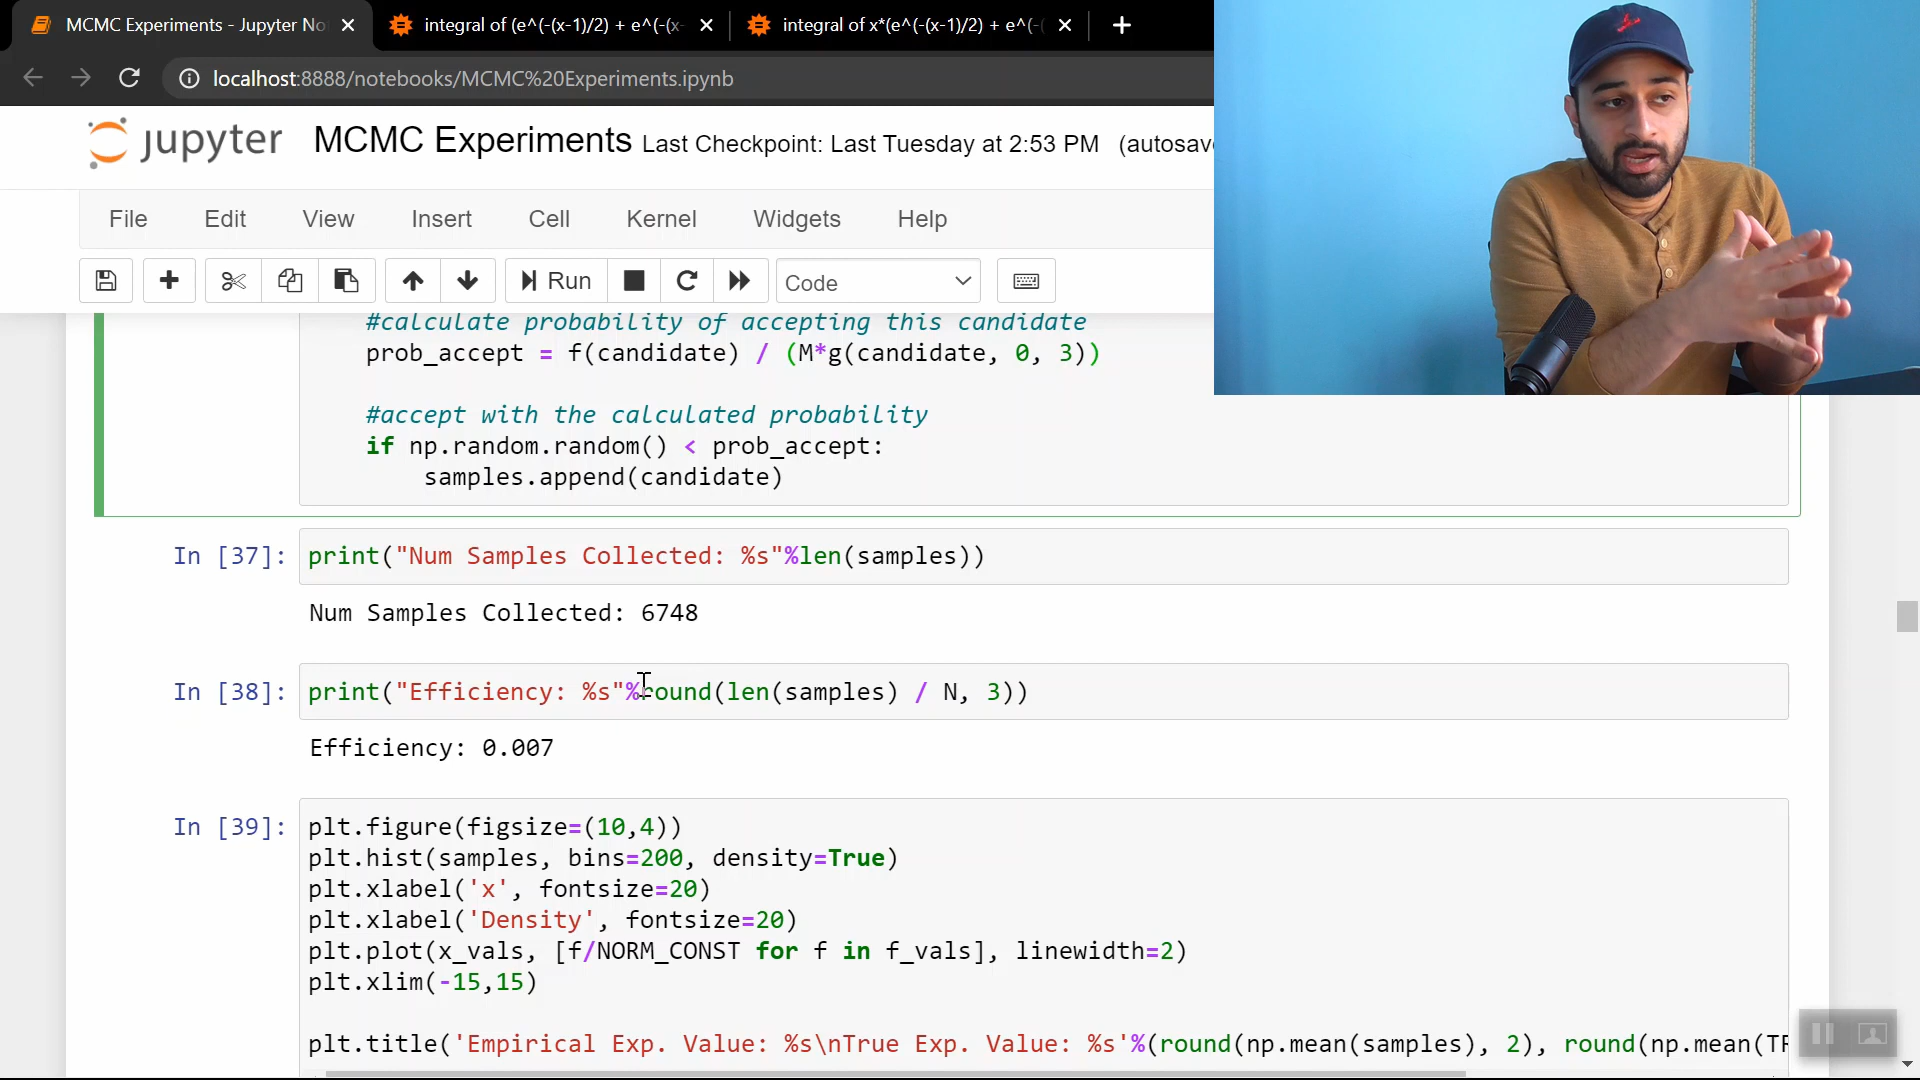 MCMC Experiments - Jupyter No
integral of (e^(-(x-1)/2) + e^(-(x-
integral of x*(e^(-(x-1)/2) + e^(-(
localhost:8888/notebooks/MCMC%20Experiments.ipynb
jupyter MCMC Experiments Last Checkpoint: Last Tuesday at 2:53 PM (autosave
File Edit View Insert Cell Kernel Widgets Help
Run Code
#calculate probability of accepting this candidate
prob_accept = f(candidate) / (M*g(candidate, 0, 3))
#accept with the calculated probability
if np.random.random() < prob_accept:
samples.append(candidate)
In [37]: print("Num Samples Collected: %s"%len(samples))
Num Samples Collected: 6748
In [38]: print("Efficiency: %s"%round(len(samples) / N, 3))
Efficiency: 0.007
In [39]: plt.figure(figsize=(10,4))
plt.hist(samples, bins=200, density=True)
plt.xlabel('x', fontsize=20)
plt.xlabel('Density', fontsize=20)
plt.plot(x_vals, [f/NORM_CONST for f in f_vals], linewidth=2)
plt.xlim(-15,15)
plt.title('Empirical Exp. Value: %s\nTrue Exp. Value: %s'%(round(np.mean(samples), 2), round(np.mean(TR